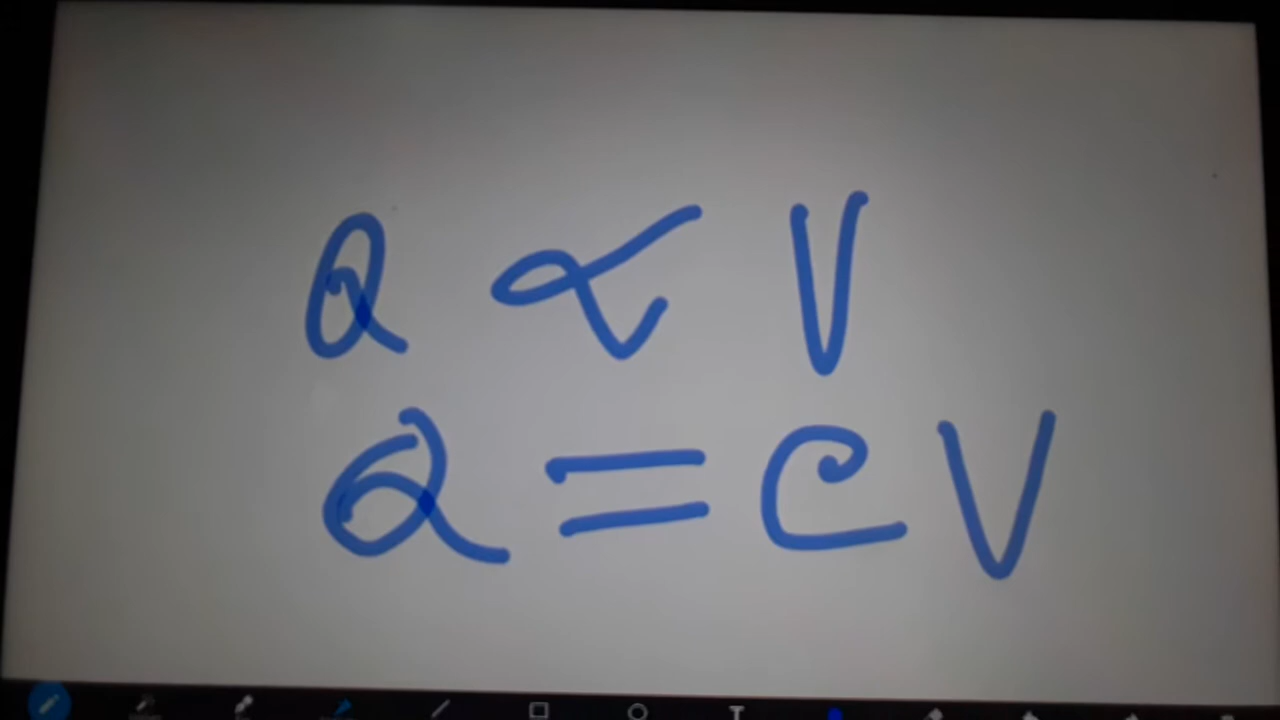 Q ∝ V
Q = CV